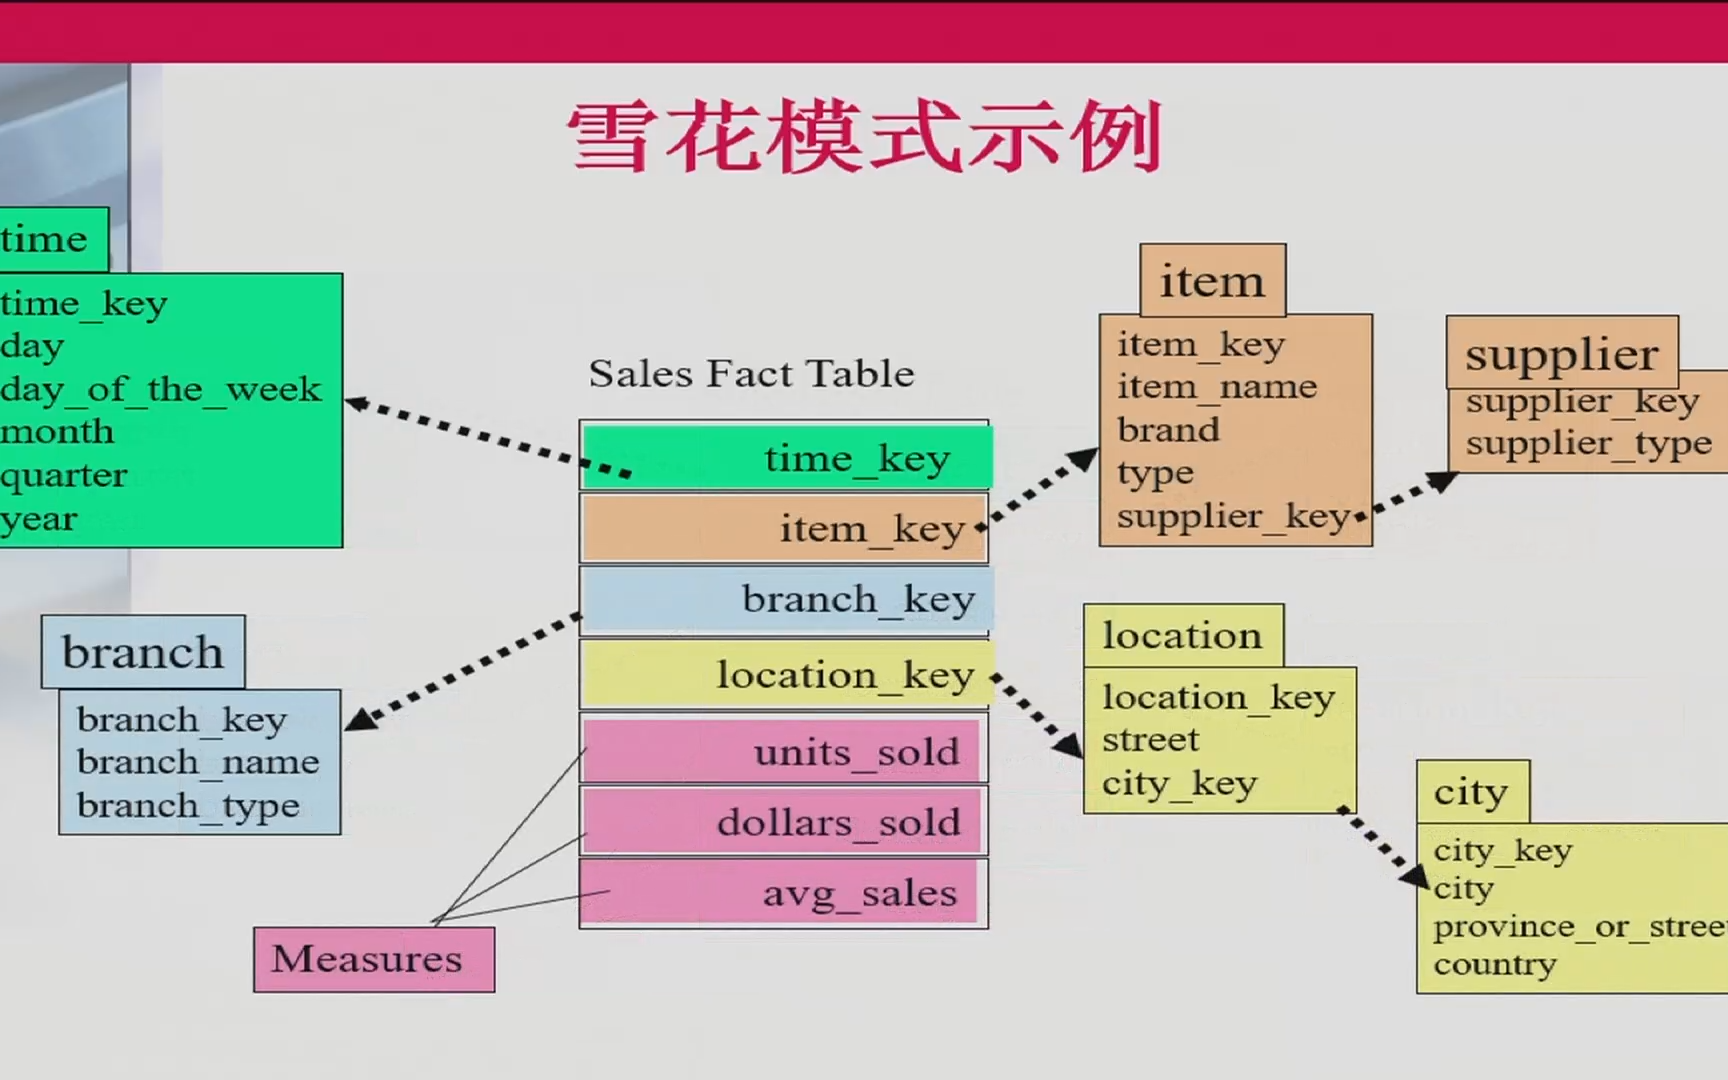 雪花模式示例
time
time_key
day
day_of_the_week
month
quarter
year
branch
branch_key
branch_name
branch_type
Measures
Sales Fact Table
time_key
item_key
branch_key
location_key
units_sold
dollars_sold
avg_sales
item
item_key
item_name
brand
type
supplier_key
supplier
supplier_key
supplier_type
location
location_key
street
city_key
city
city_key
city
province_or_stree
country